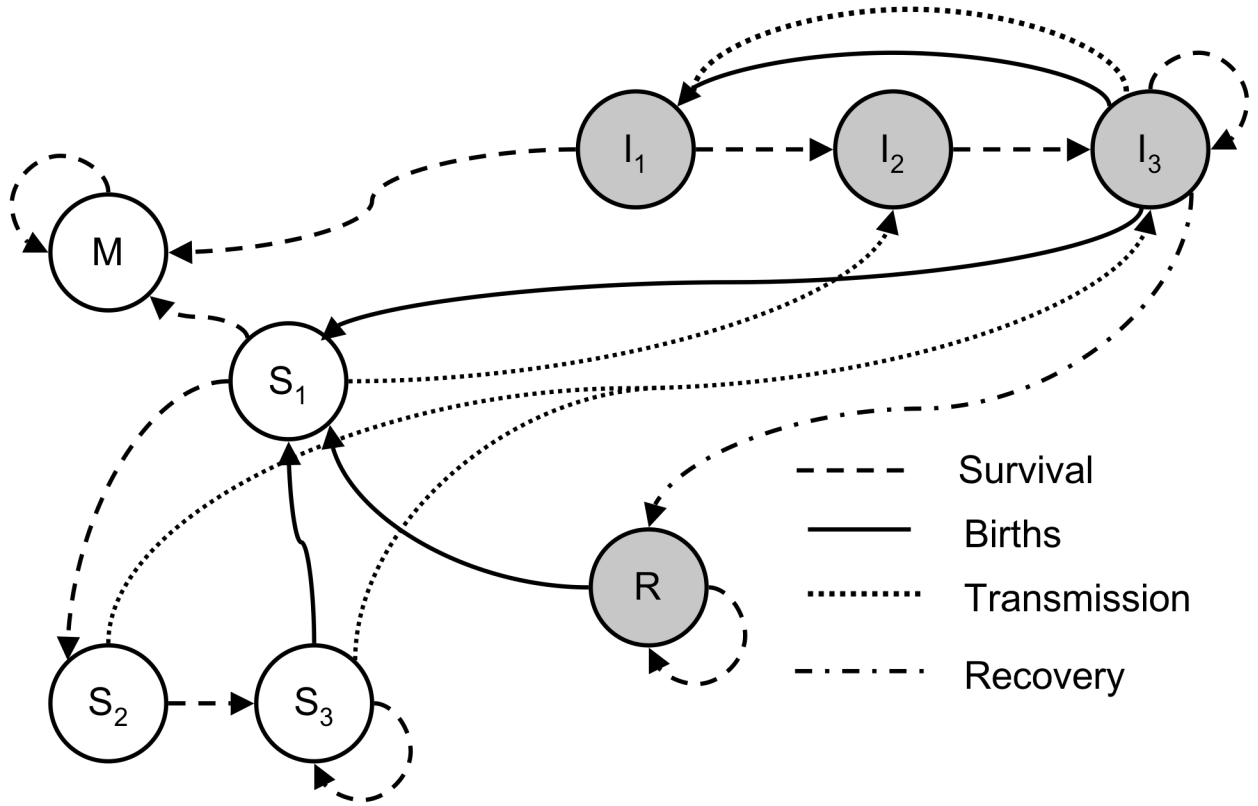 I₁
I₂
I₃
M
S₁
S₂
S₃
R
Survival
Births
Transmission
Recovery